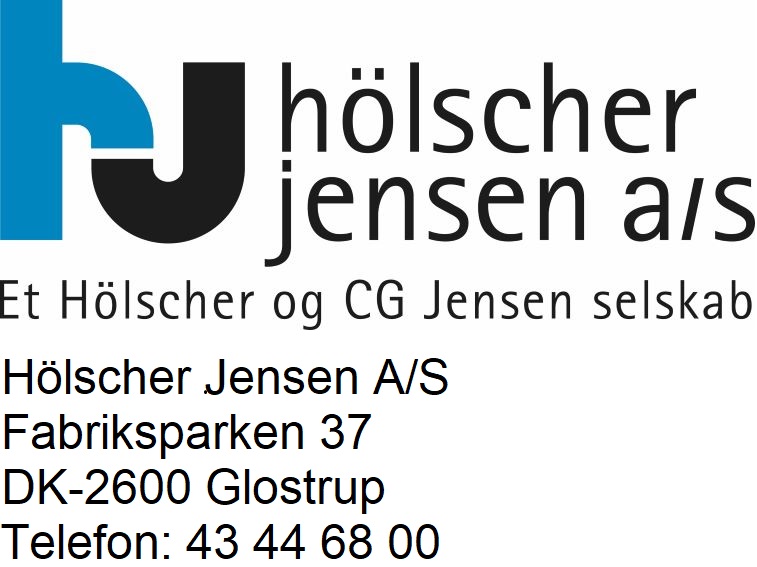 hj hölscher
jensen a/s
Et Hölscher og CG Jensen selskab
Hölscher Jensen A/S
Fabriksparken 37
DK-2600 Glostrup
Telefon: 43 44 68 00